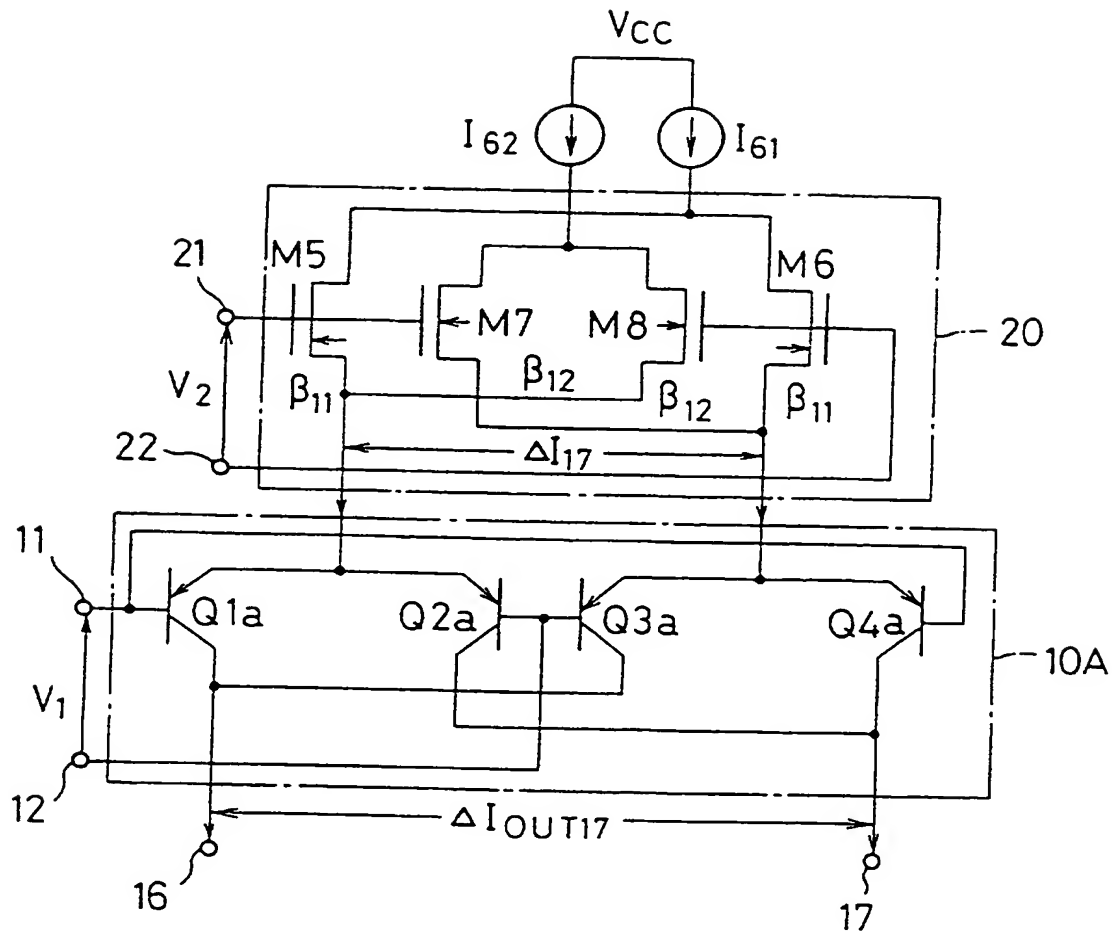 VCC
I62 I61
21 M5 M6
M7 M8 20
V2 β11 β12 β12 β11
22 ΔI17
11
Q1a Q2a Q3a Q4a
10A
V1
12
ΔIOUT17
16 17